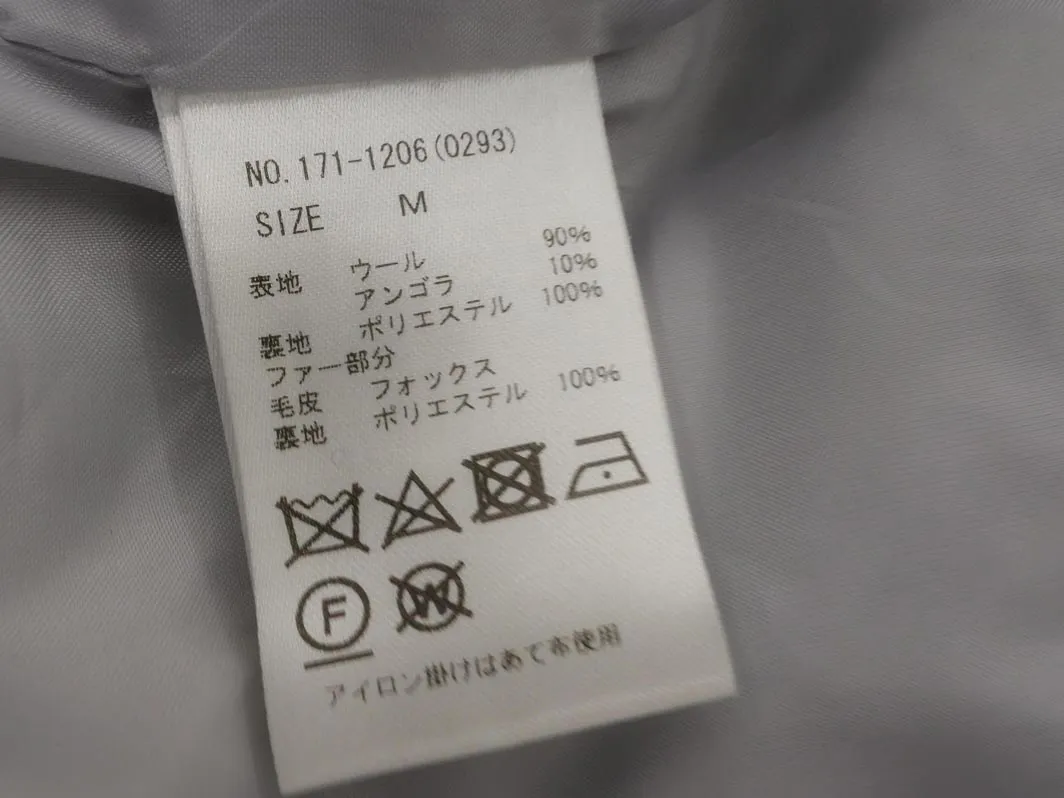 NO.171-1206(0293)
SIZE M
90%
表地 ウール 10%
アンゴラ 100%
裏地 ポリエステル
ファー部分
毛皮 フォックス 100%
裏地 ポリエステル
F
W
アイロン掛けはあて布使用